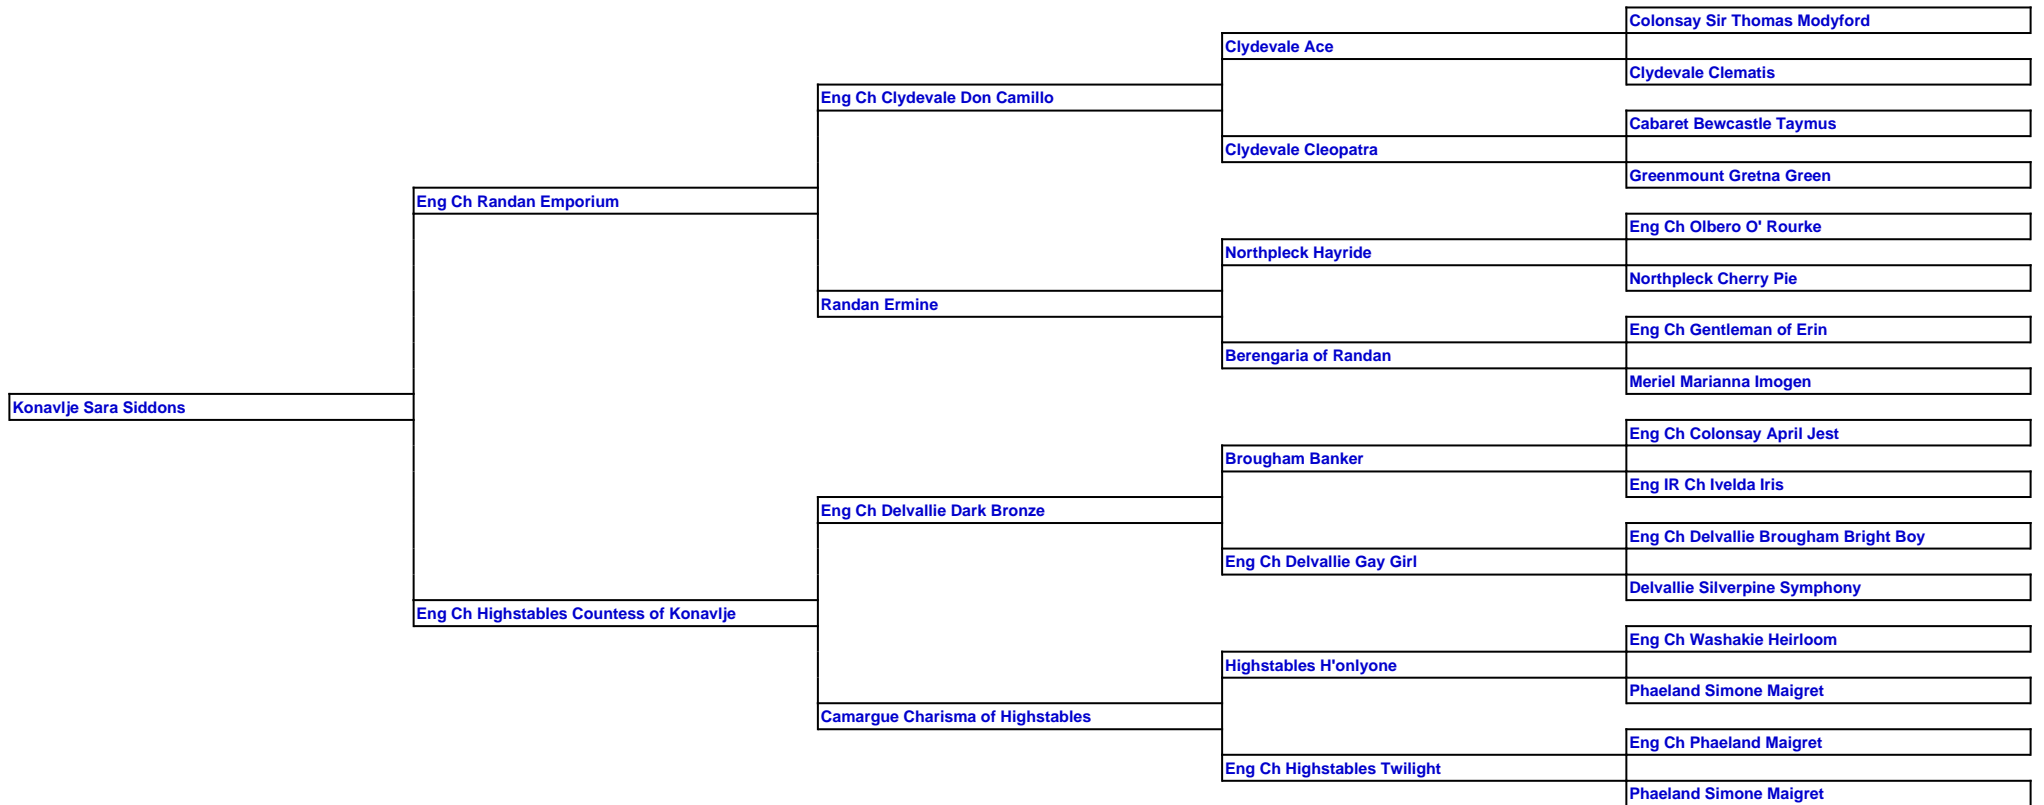 Colonsay Sir Thomas Modyford
Clydevale Ace
Clydevale Clematis
Eng Ch Clydevale Don Camillo
Cabaret Bewcastle Taymus
Clydevale Cleopatra
Greenmount Gretna Green
Eng Ch Randan Emporium
Eng Ch Olbero O' Rourke
Northpleck Hayride
Northpleck Cherry Pie
Randan Ermine
Eng Ch Gentleman of Erin
Berengaria of Randan
Meriel Marianna Imogen
Konavlje Sara Siddons
Eng Ch Colonsay April Jest
Brougham Banker
Eng IR Ch Ivelda Iris
Eng Ch Delvallie Dark Bronze
Eng Ch Delvallie Brougham Bright Boy
Eng Ch Delvallie Gay Girl
Delvallie Silverpine Symphony
Eng Ch Highstables Countess of Konavlje
Eng Ch Washakie Heirloom
Highstables H'onlyone
Phaeland Simone Maigret
Camargue Charisma of Highstables
Eng Ch Phaeland Maigret
Eng Ch Highstables Twilight
Phaeland Simone Maigret